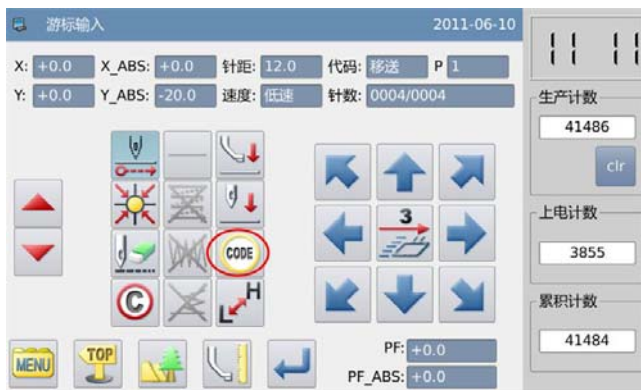 游标输入 2011-06-10
X: +0.0 X_ABS: +0.0 针距: 12.0 代码: 移送 P 1
Y: +0.0 Y_ABS: -20.0 速度: 低速 针数: 0004/0004
生产计数
41486
clr
上电计数
3855
累积计数
41484
CODE
3
C
H
MENU
TOP
PF: +0.0
PF_ABS: +0.0